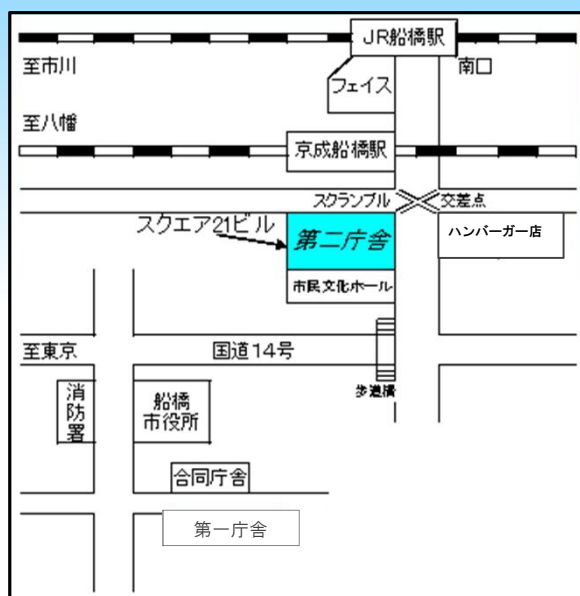 JR船橋駅
至市川
南口
フェイス
至八幡
京成船橋駅
スクランブル
交差点
スクエア21ビル
第二庁舎
ハンバーガー店
市民文化ホール
至東京
国道14号
歩道橋
消防署
船橋
市役所
合同庁舎
第一庁舎